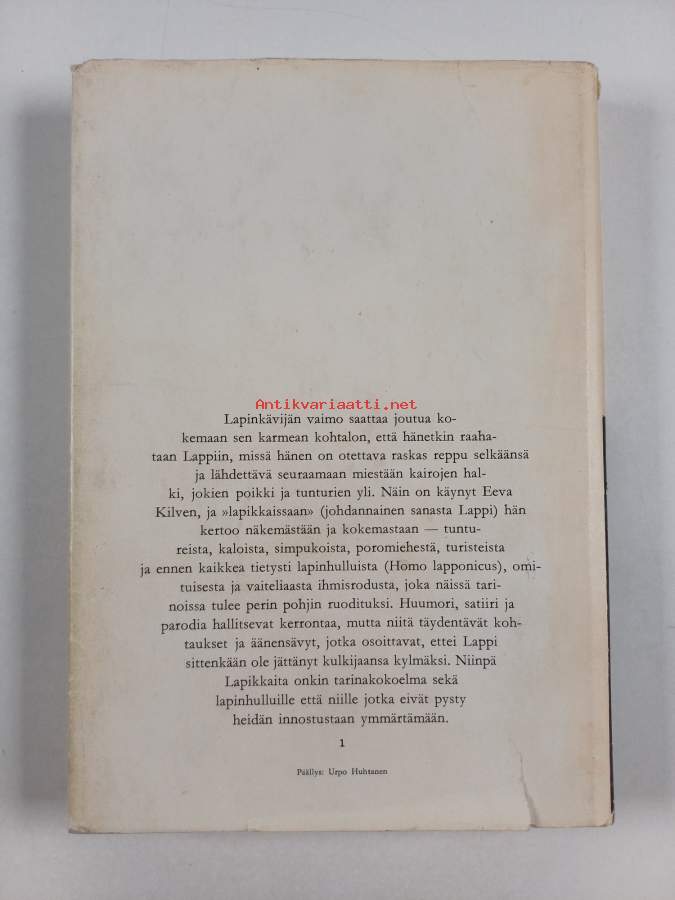 Antikvariaatti.net
Lapinkävijän vaimo saattaa joutua ko-
kemaan sen karmean kohtalon, että hänetkin raaha-
taan Lappiin, missä hänen on otettava raskas reppu selkäänsä
ja lähdettävä seuraamaan miestään kairojen hal-
ki, jokien poikki ja tunturien yli. Näin on käynyt Eeva
Kilven, ja »lapikkaissaan» (johdannainen sanasta Lappi) hän
kertoo näkemästään ja kokemastaan — tuntu-
reista, kaloista, simpukoista, poromiehestä, turisteista
ja ennen kaikkea tietysti lapinhulluista (Homo lapponicus), omi-
tuisesta ja vaiteliaasta ihmisrodusta, joka näissä tari-
noissa tulee perin pohjin ruodituksi. Huumori, satiiri ja
parodia hallitsevat kerrontaa, mutta niitä täydentävät koh-
taukset ja äänensävyt, jotka osoittavat, ettei Lappi
sittenkään ole jättänyt kulkijaansa kylmäksi. Niinpä
Lapikkaita onkin tarinakokoelma sekä
lapinhulluille että niille jotka eivät pysty
heidän innostustaan ymmärtämään.
1
Päällys: Urpo Huhtanen